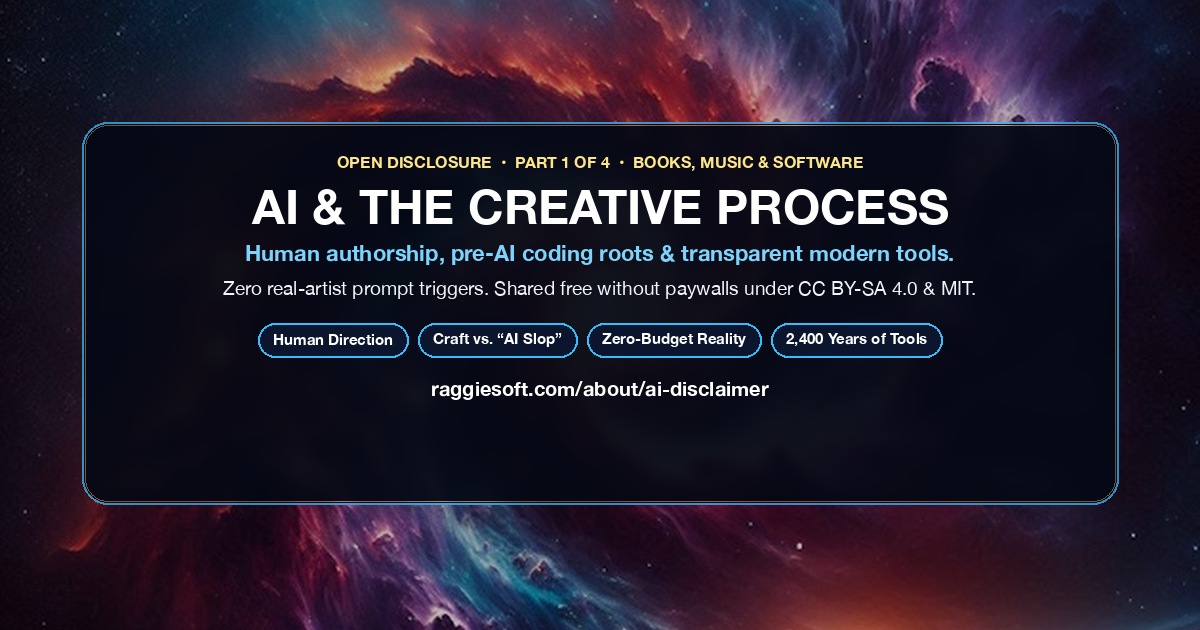 OPEN DISCLOSURE • PART 1 OF 4 • BOOKS, MUSIC & SOFTWARE
AI & THE CREATIVE PROCESS
Human authorship, pre-AI coding roots & transparent modern tools.
Zero real-artist prompt triggers. Shared free without paywalls under CC BY-SA 4.0 & MIT.
Human Direction Craft vs. “AI Slop” Zero-Budget Reality 2,400 Years of Tools
raggiesoft.com/about/ai-disclaimer